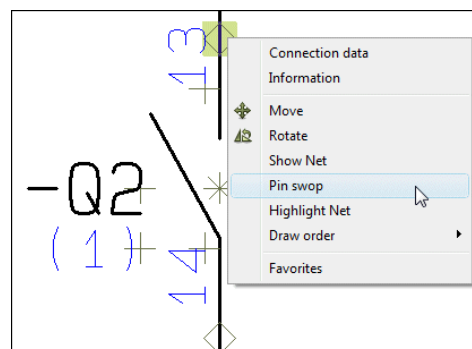 13
Connection data
Information
Move
Rotate
Show Net
Pin swop
Highlight Net
Draw order
Favorites
-Q2
(1)
14